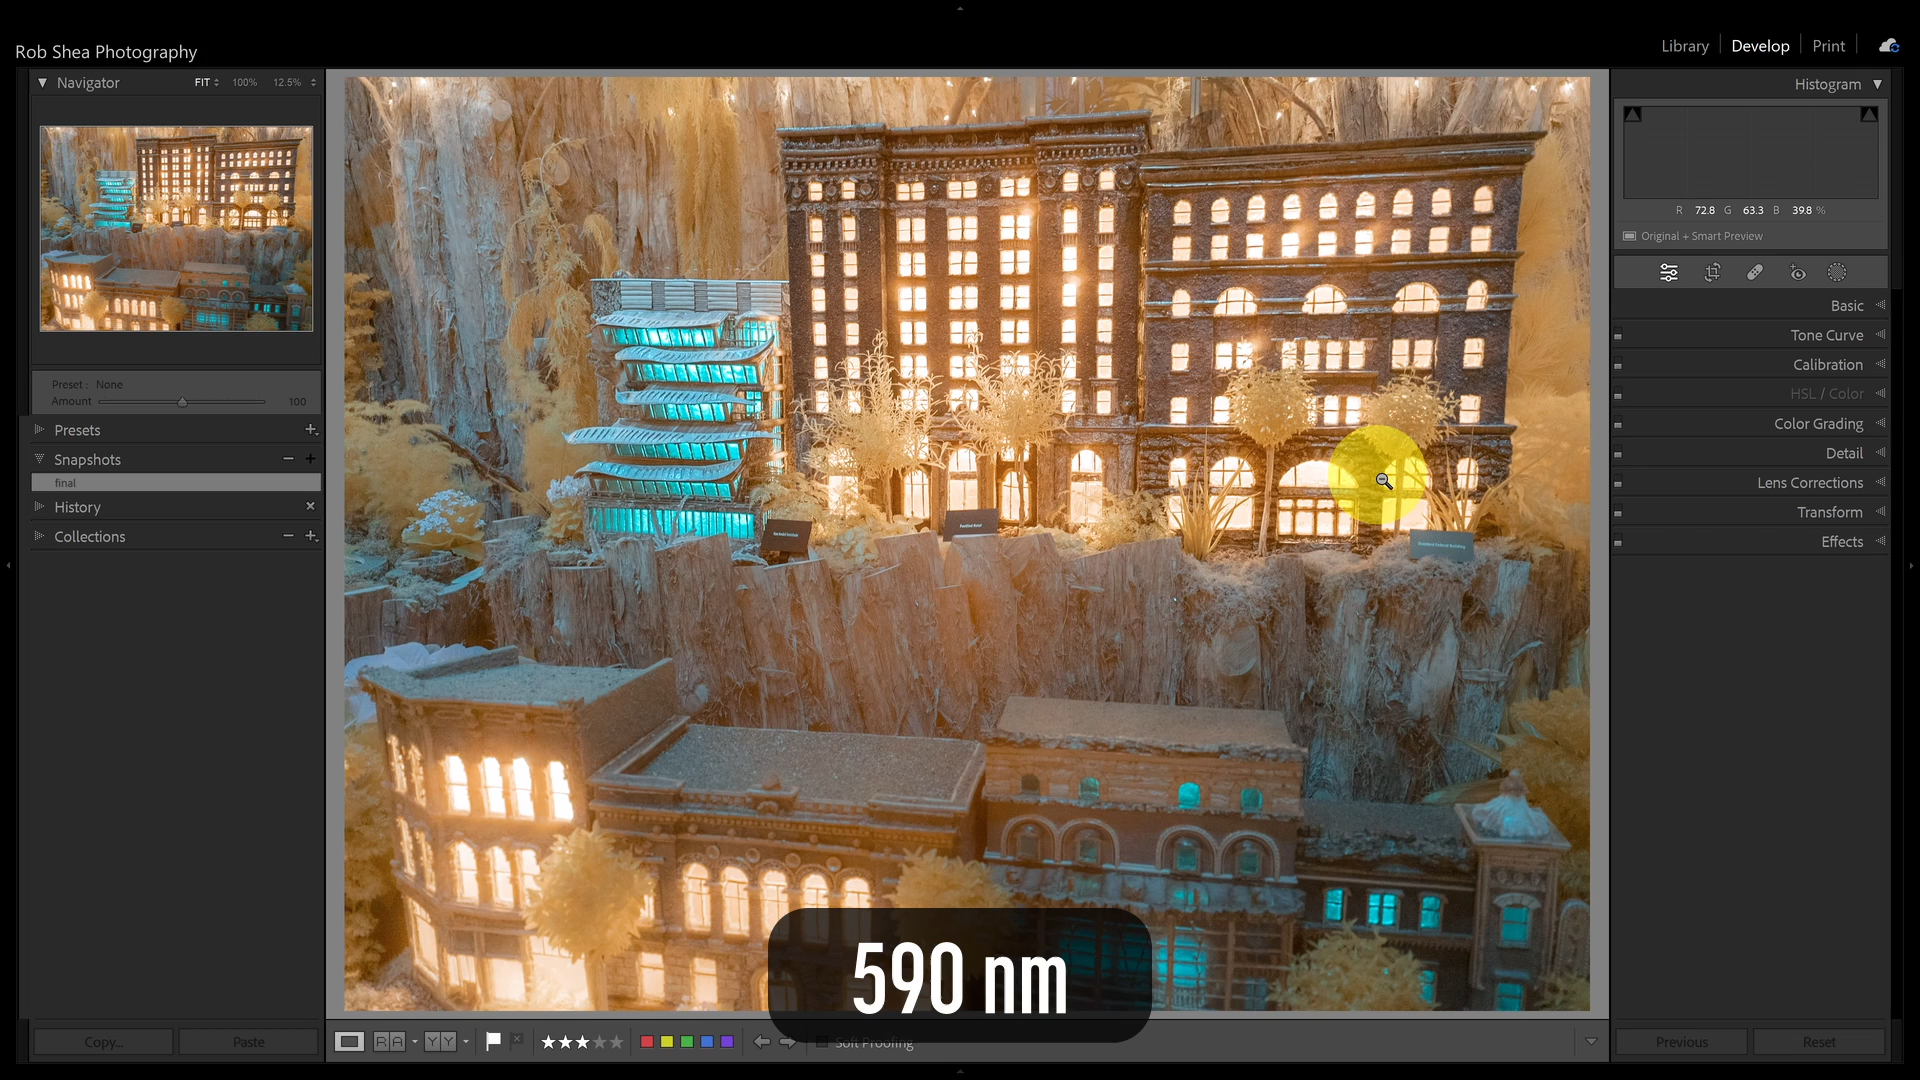 Rob Shea Photography
Library
Develop
Print
Navigator
FIT
100%
12.5%
Histogram
R 72.8 G 63.3 B 39.8 %
Original + Smart Preview
Preset : None
Amount 100
Presets
Snapshots
final
History
Collections
Basic
Tone Curve
Calibration
HSL / Color
Color Grading
Detail
Lens Corrections
Transform
Effects
590 nm
Copy...
Paste
R A
Y Y
Soft Proofing
Previous
Reset